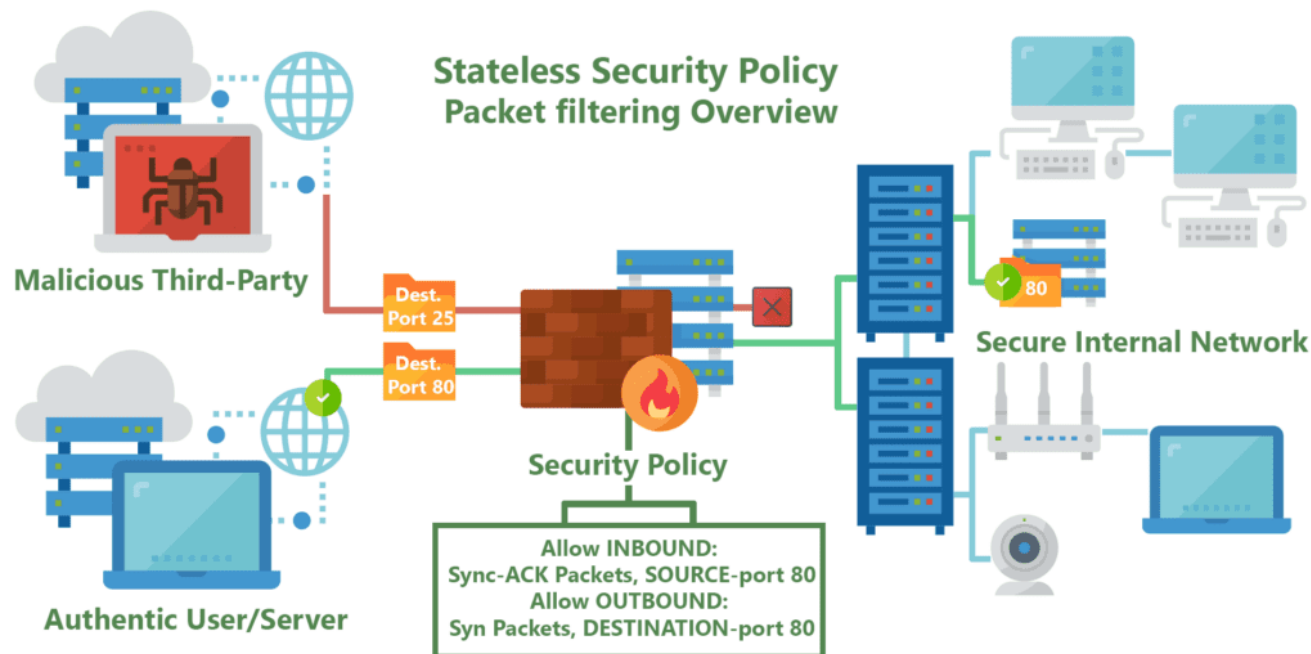 Stateless Security Policy
Packet filtering Overview
Malicious Third-Party
Dest.
Port 25
Dest.
Port 80
80
Secure Internal Network
Security Policy
Authentic User/Server
Allow INBOUND:
Sync-ACK Packets, SOURCE-port 80
Allow OUTBOUND:
Syn Packets, DESTINATION-port 80